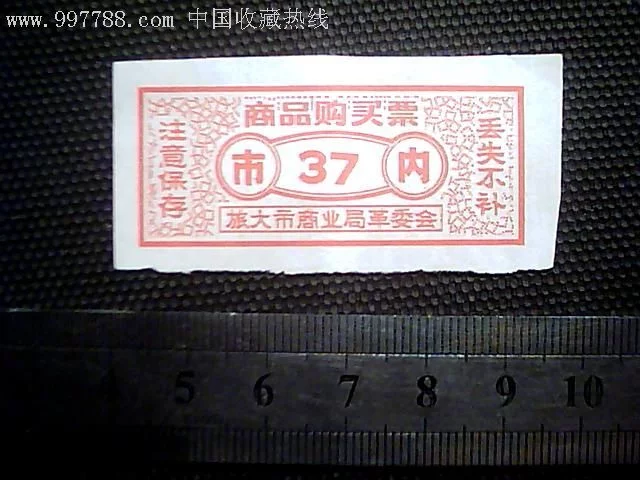 www.997788.com 中国收藏热线
商品购买票
注意保存
市 37 内
丢失不补
旅大市商业局革委会
4 5 6 7 8 9 10